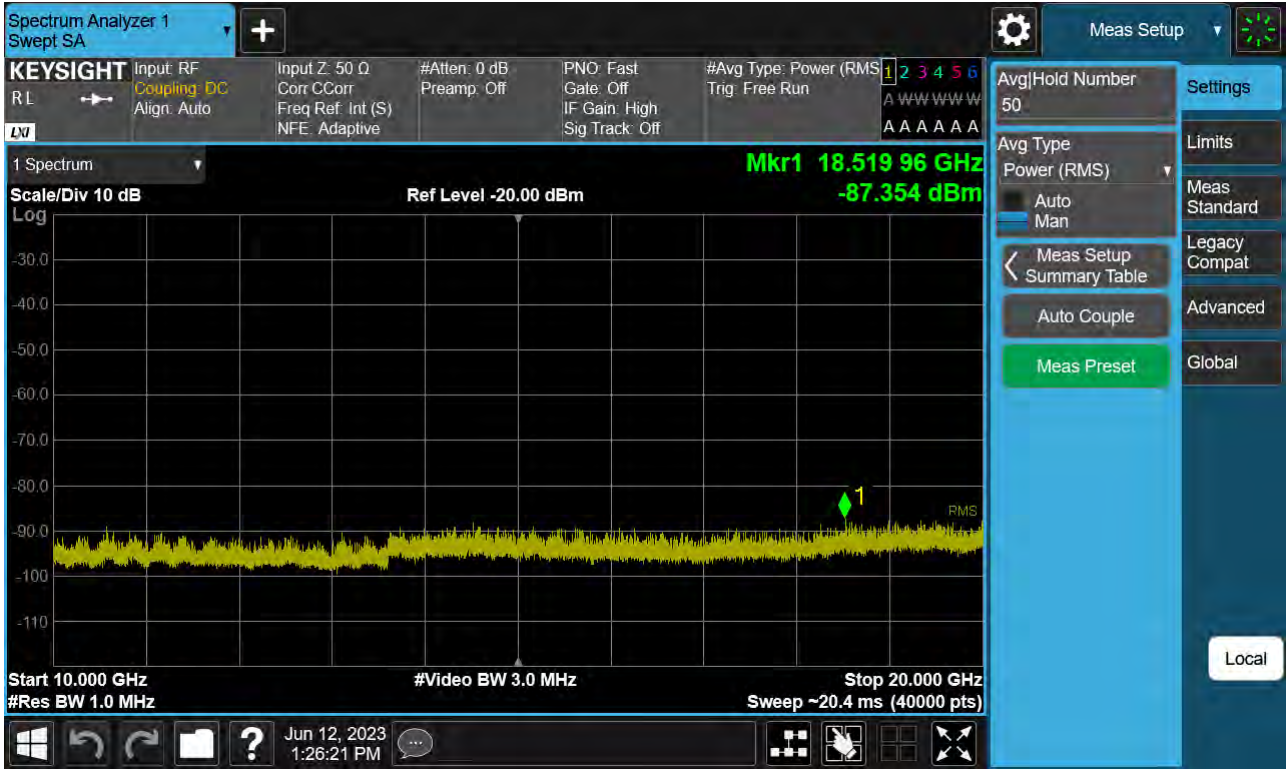 Spectrum Analyzer 1
Swept SA
Meas Setup
KEYSIGHT
RL
LXI
Input: RF
Coupling: DC
Align: Auto
Input Z: 50 Ω
Corr CCorr
Freq Ref: Int (S)
NFE: Adaptive
#Atten: 0 dB
Preamp: Off
PNO: Fast
Gate: Off
IF Gain: High
Sig Track: Off
#Avg Type: Power (RMS
Trig: Free Run
1 2 3 4 5 6
A W W W W W
A A A A A A
1 Spectrum
Scale/Div 10 dB
Log
Ref Level -20.00 dBm
Mkr1 18.519 96 GHz
-87.354 dBm
-30.0
-40.0
-50.0
-60.0
-70.0
-80.0
-90.0
-100
-110
1
RMS
Start 10.000 GHz
#Res BW 1.0 MHz
#Video BW 3.0 MHz
Stop 20.000 GHz
Sweep ~20.4 ms (40000 pts)
Avg|Hold Number
50
Avg Type
Power (RMS)
Auto
Man
Meas Setup
Summary Table
Auto Couple
Meas Preset
Settings
Limits
Meas
Standard
Legacy
Compat
Advanced
Global
Local
?
Jun 12, 2023
1:26:21 PM